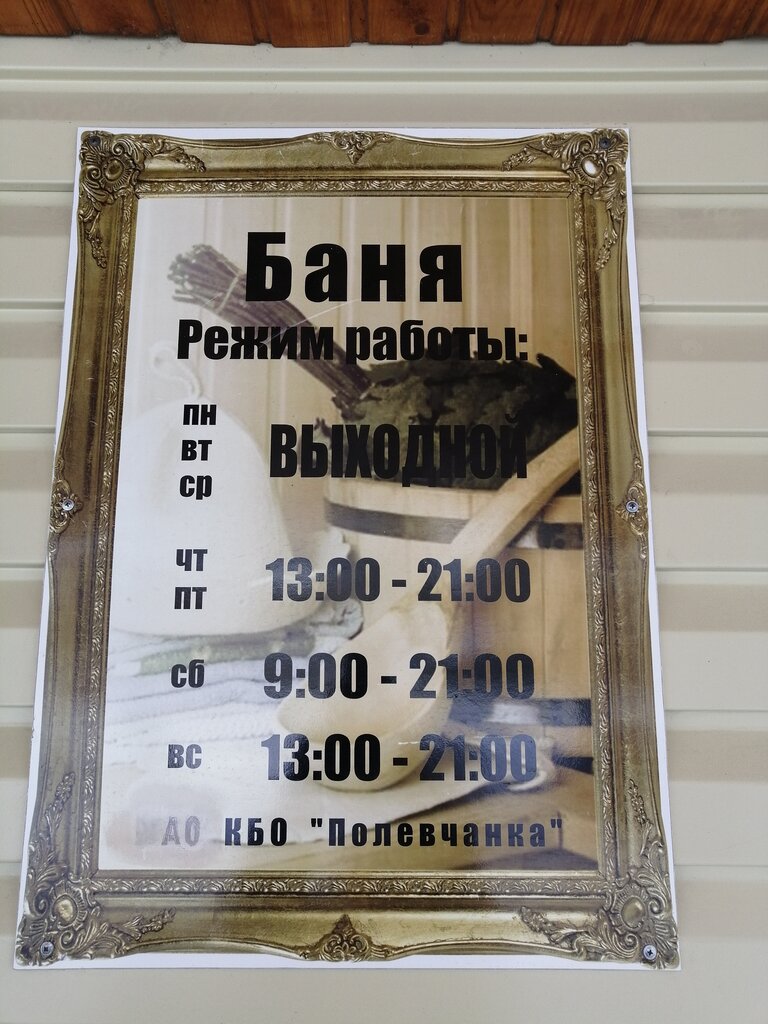 Баня
Режим работы:
пн
вт
ср
ВЫХОДНОЙ
чт
пт
13:00 - 21:00
сб 9:00 - 21:00
вс 13:00 - 21:00
КБО "Полевчанка"